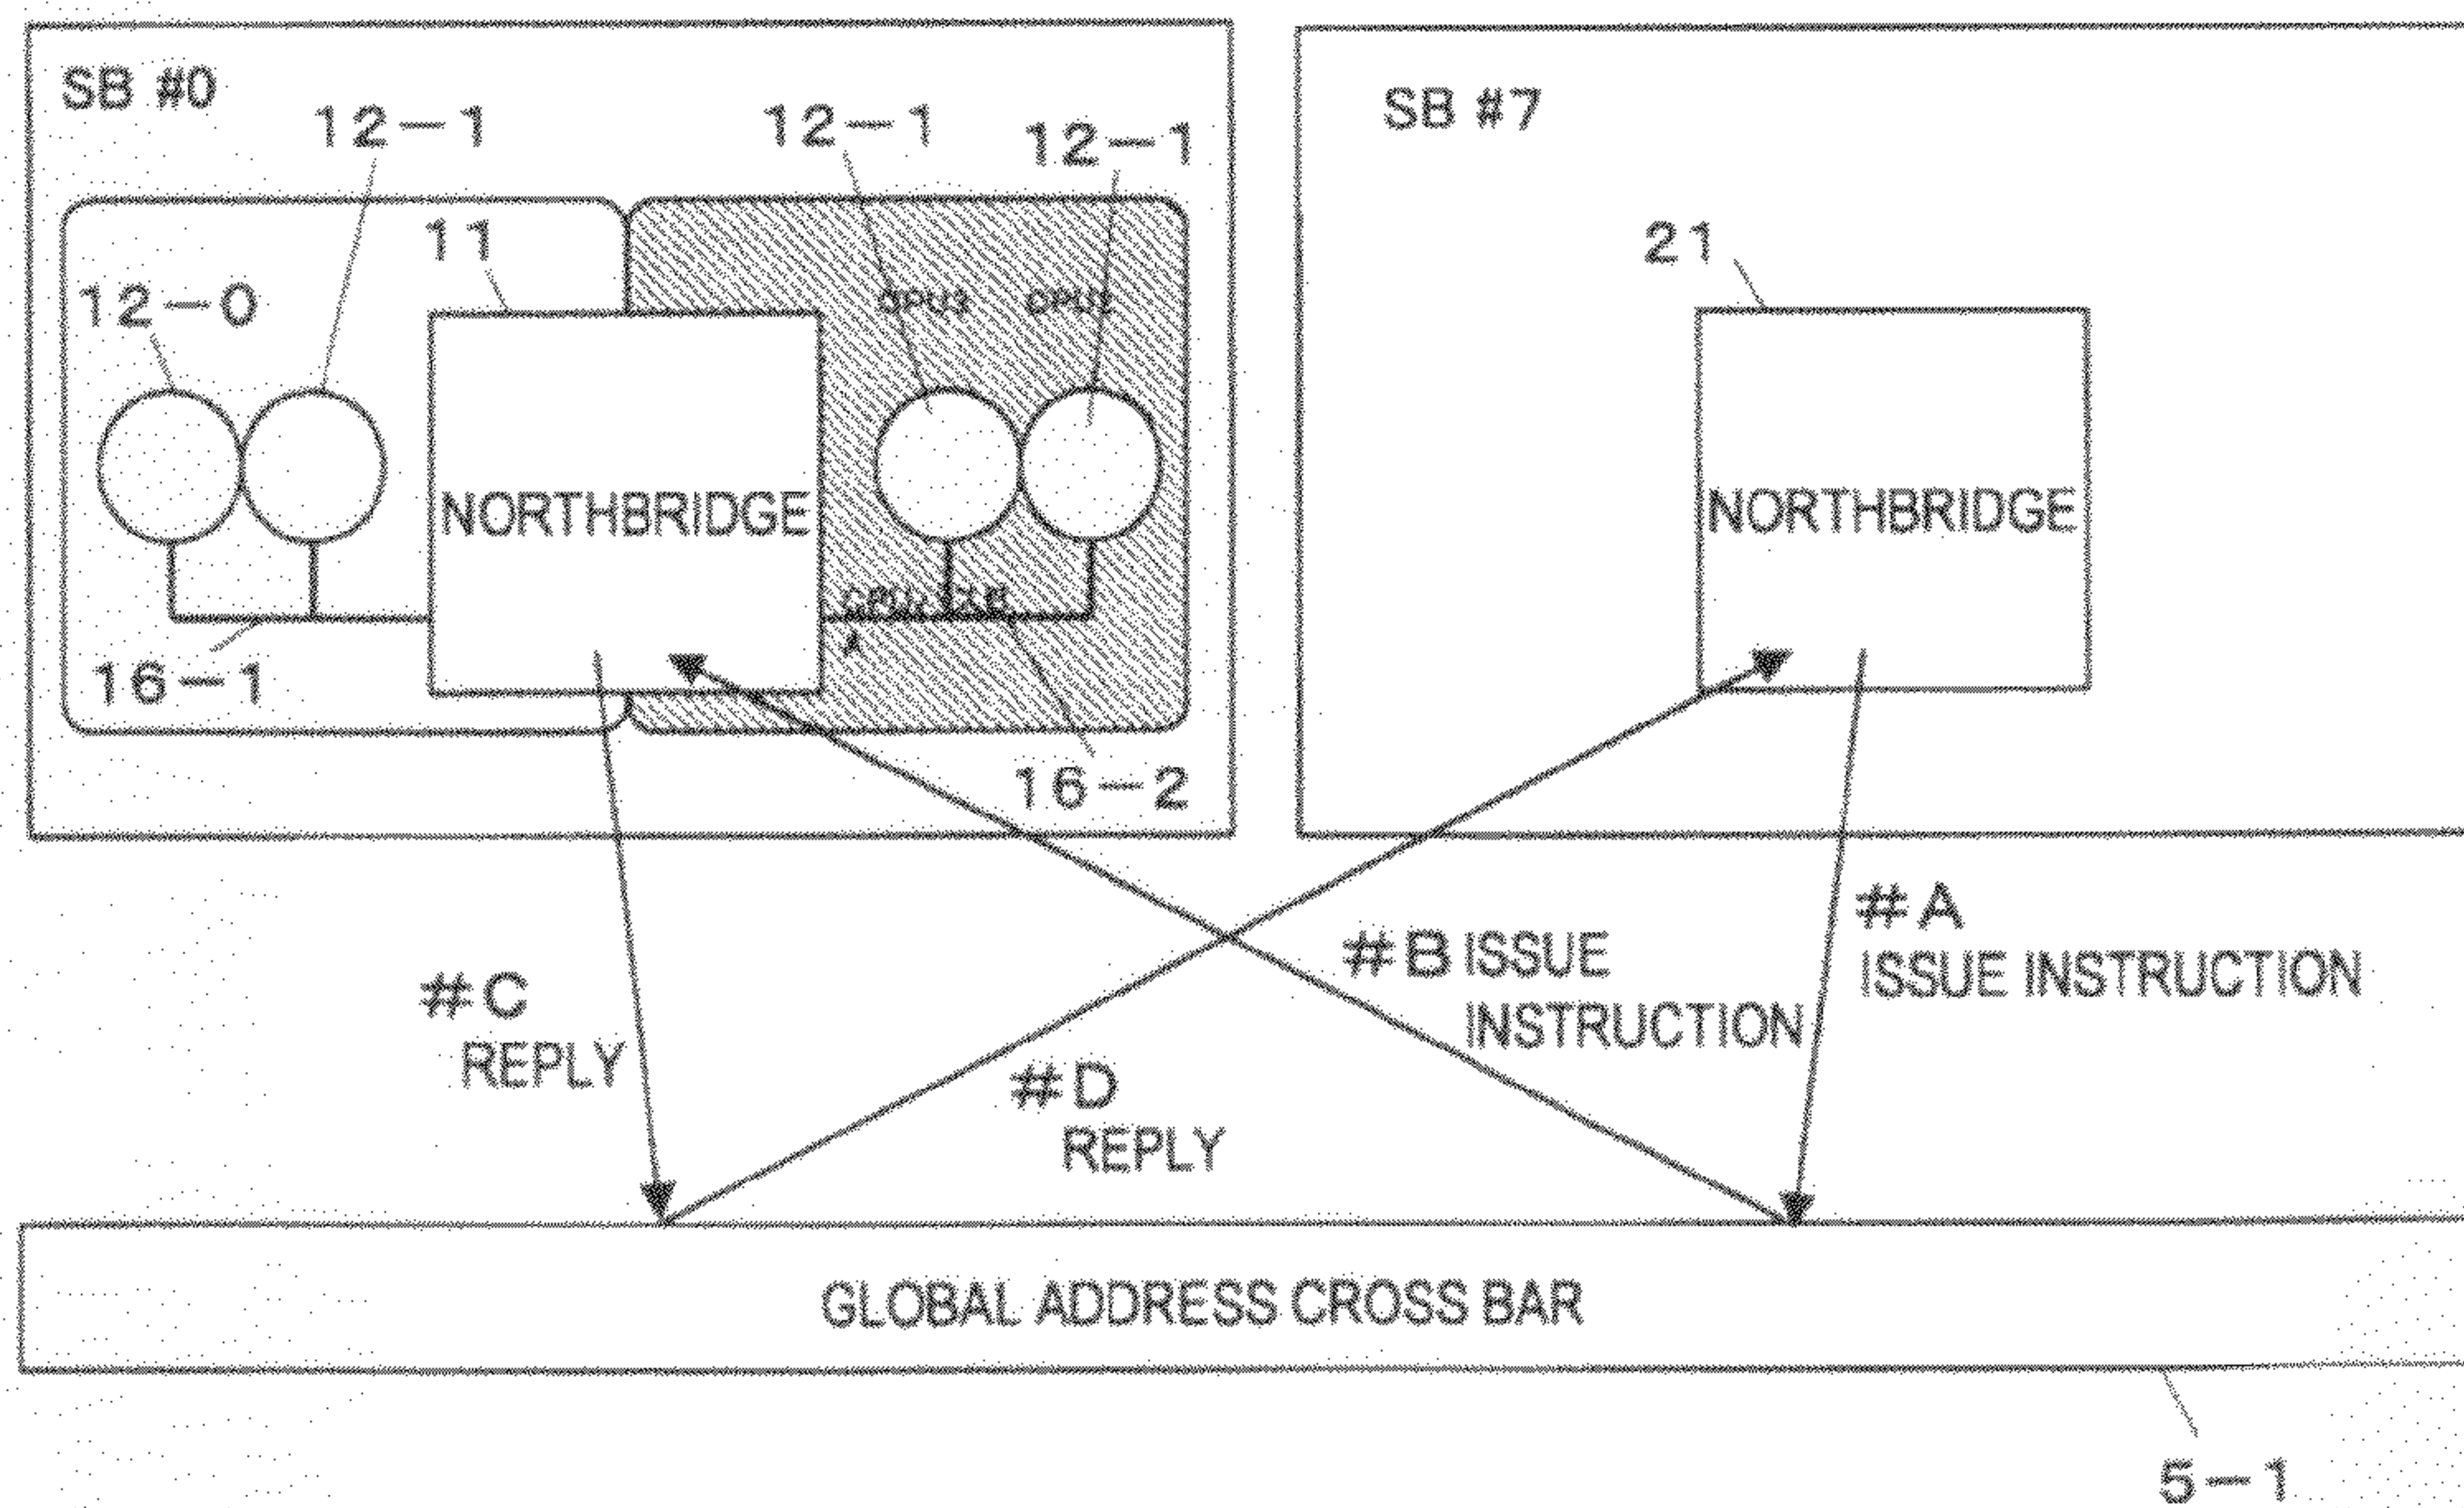 SB #0
12-1
12-1
12-1
SB #7
11
21
12-0
CPU3
NORTHBRIDGE
NORTHBRIDGE
16-1
16-2
#A
ISSUE INSTRUCTION
#B ISSUE
INSTRUCTION
#C
REPLY
#D
REPLY
GLOBAL ADDRESS CROSS BAR
5-1